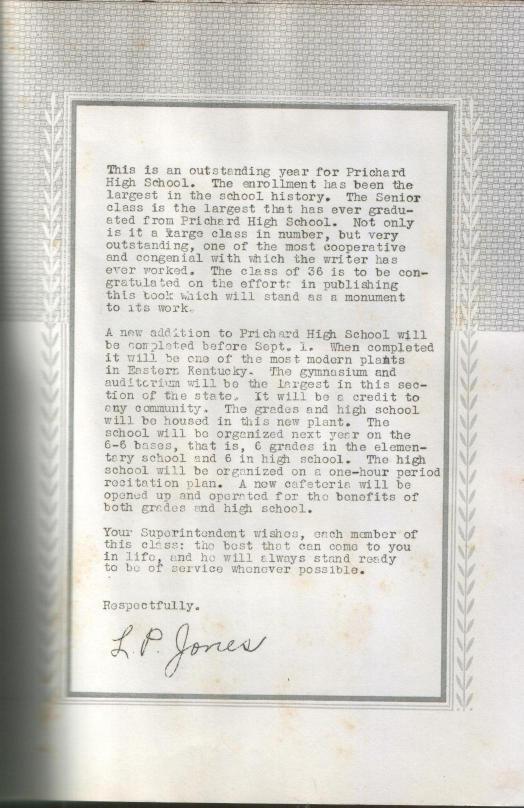 This is an outstanding year for Prichard
High School.  The enrollment has been the
largest in the school history.  The Senior
class is the largest that has ever gradu-
ated from Prichard High School.  Not only
is it a large class in number, but very
outstanding, one of the most cooperative
and congenial with which the writer has
ever worked.  The class of 36 is to be con-
gratulated on the efforts in publishing
this book which will stand as a monument
to its work.
A new addition to Prichard High School will
be completed before Sept. 1.  When completed
it will be one of the most modern plants
in Eastern Kentucky.  The gymnasium and
auditorium will be the largest in this sec-
tion of the state.  It will be a credit to
any community.  The grades and high school
will be housed in this new plant.  The
school will be organized next year on the
6-6 bases, that is, 6 grades in the elemen-
tary school and 6 in high school.  The high
school will be organized on a one-hour period
recitation plan.  A new cafeteria will be
opened up and operated for the benefits of
both grades and high school.
Your Superintendent wishes, each member of
this class: the best that can come to you
in life, and he will always stand ready
to be of service whenever possible.
Respectfully.
L. P. Jones